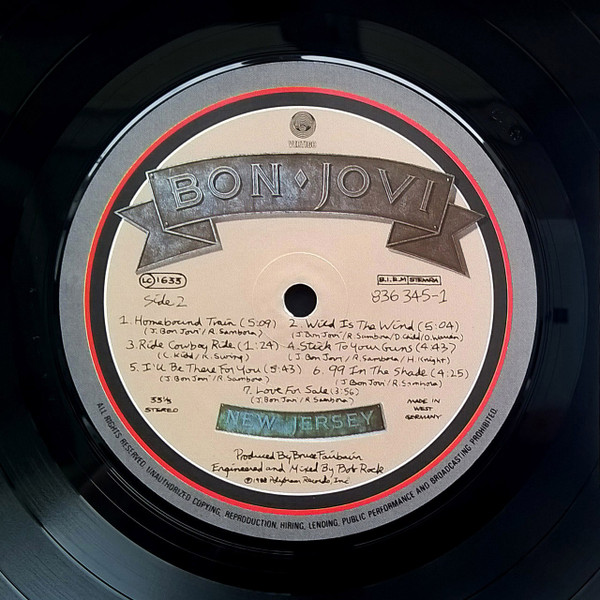 VERTIGO
BON • JOVI
LC 1633
B.I.E.M STEMRA
Side 2
836 345-1
1. Homebound Train (5:09) 2. Wild Is The Wind (5:04)
(J. Bon Jovi / R. Sambora) (J. Bon Jovi / R. Sambora / D. Child / D. Warren)
3. Ride Cowboy Ride (1:24) 4. Stick To Your Guns (4:43)
(C. Kidd / K. Swing) (J. Bon Jovi / R. Sambora / H. Knight)
5. I'll Be There For You (5:43) 6. 99 In The Shade (4:25)
(J. Bon Jovi / R. Sambora) (J. Bon Jovi / R. Sambora)
7. Love For Sale (3:56)
(J. Bon Jovi / R. Sambora)
33 1/3
STEREO
MADE IN
WEST
GERMANY
NEW JERSEY
Produced By Bruce Fairbairn
Engineered and Mixed By Bob Rock
℗ 1988 Polygram Records, Inc
ALL RIGHTS RESERVED. UNAUTHORIZED COPYING, REPRODUCTION, HIRING, LENDING, PUBLIC PERFORMANCE AND BROADCASTING PROHIBITED.